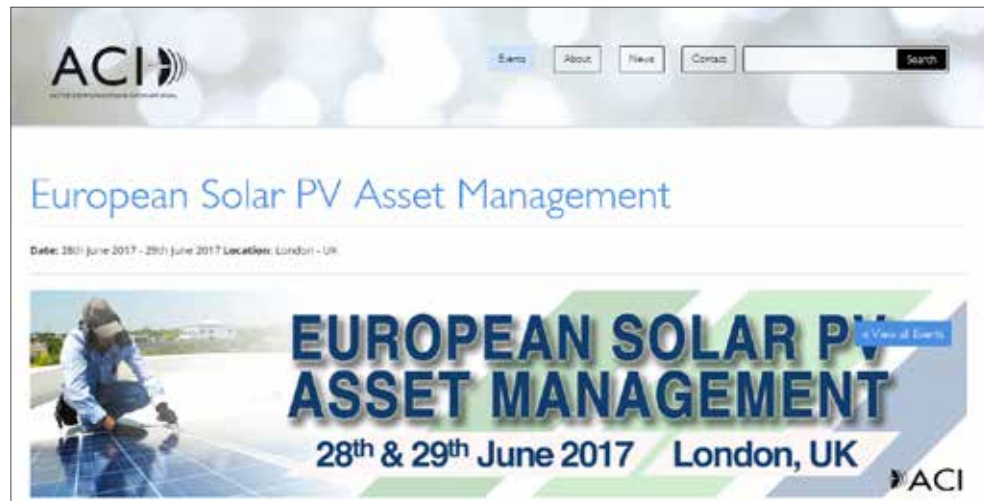 ACI
Events About News Contact Search
European Solar PV Asset Management
Date: 28th June 2017 - 29th June 2017 Location: London - UK
EUROPEAN SOLAR PV
« View all Events
ASSET MANAGEMENT
28th & 29th June 2017 London, UK
ACI